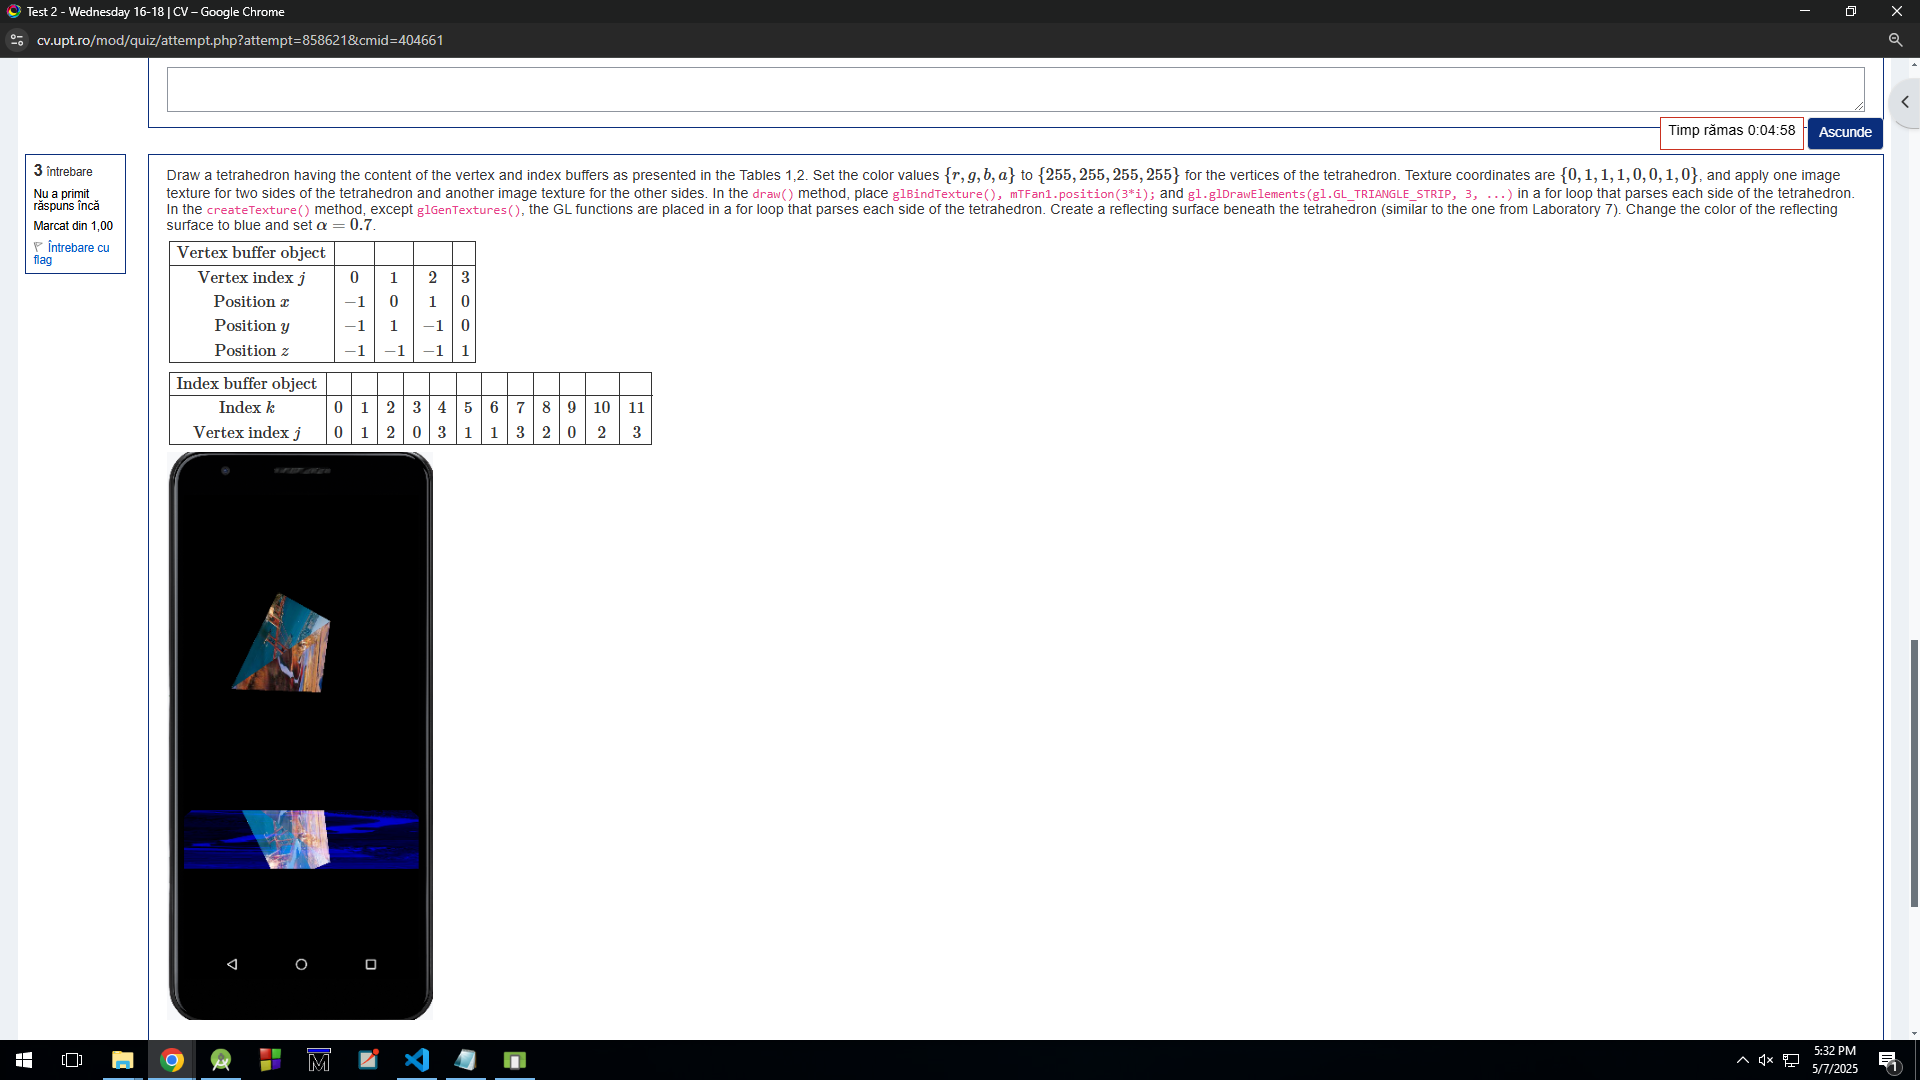 Test 2 - Wednesday 16-18 | CV – Google Chrome
cv.upt.ro/mod/quiz/attempt.php?attempt=858621&cmid=404661
Timp rămas 0:04:58
Ascunde
3 întrebare
Nu a primit
răspuns încă
Marcat din 1,00
Întrebare cu
flag
Draw a tetrahedron having the content of the vertex and index buffers as presented in the Tables 1,2. Set the color values {r, g, b, a} to {255, 255, 255, 255} for the vertices of the tetrahedron. Texture coordinates are {0, 1, 1, 1, 0, 0, 1, 0}, and apply one image
texture for two sides of the tetrahedron and another image texture for the other sides. In the draw() method, place glBindTexture(), mTFan1.position(3*i); and gl.glDrawElements(gl.GL_TRIANGLE_STRIP, 3, ...) in a for loop that parses each side of the tetrahedron.
In the createTexture() method, except glGenTextures(), the GL functions are placed in a for loop that parses each side of the tetrahedron. Create a reflecting surface beneath the tetrahedron (similar to the one from Laboratory 7). Change the color of the reflecting
surface to blue and set α = 0.7.
Vertex buffer object
Vertex index j 0 1 2 3
Position x −1 0 1 0
Position y −1 1 −1 0
Position z −1 −1 −1 1
Index buffer object
Index k 0 1 2 3 4 5 6 7 8 9 10 11
Vertex index j 0 1 2 0 3 1 1 3 2 0 2 3
5:32 PM
5/7/2025
1